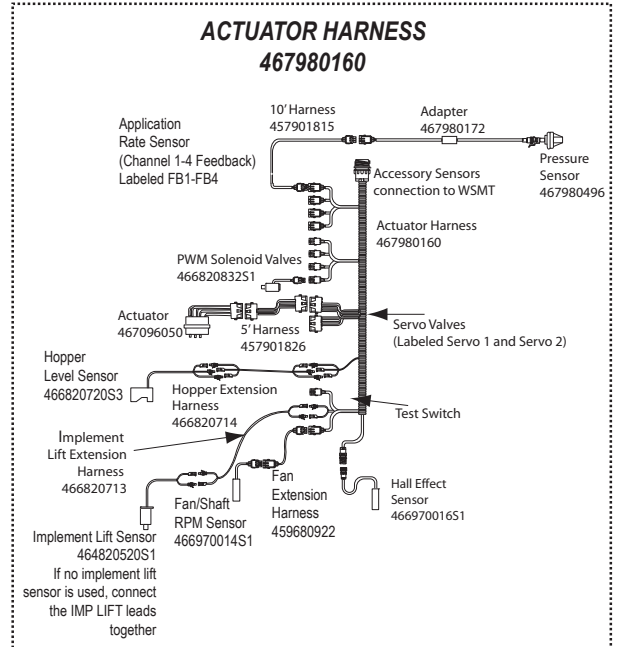 ACTUATOR HARNESS
467980160
10' Harness
457901815
Adapter
467980172
Application
Rate Sensor
(Channel 1-4 Feedback)
Labeled FB1-FB4
Pressure
Sensor
467980496
Accessory Sensors
connection to WSMT
Actuator Harness
467980160
PWM Solenoid Valves
466820832S1
Actuator
467096050
5' Harness
457901826
Servo Valves
(Labeled Servo 1 and Servo 2)
Hopper
Level Sensor
466820720S3
Hopper Extension
Harness
466820714
Test Switch
Implement
Lift Extension
Harness
466820713
Fan/Shaft
RPM Sensor
466970014S1
Fan
Extension
Harness
459680922
Hall Effect
Sensor
466970016S1
Implement Lift Sensor
464820520S1
If no implement lift
sensor is used, connect
the IMP LIFT leads
together